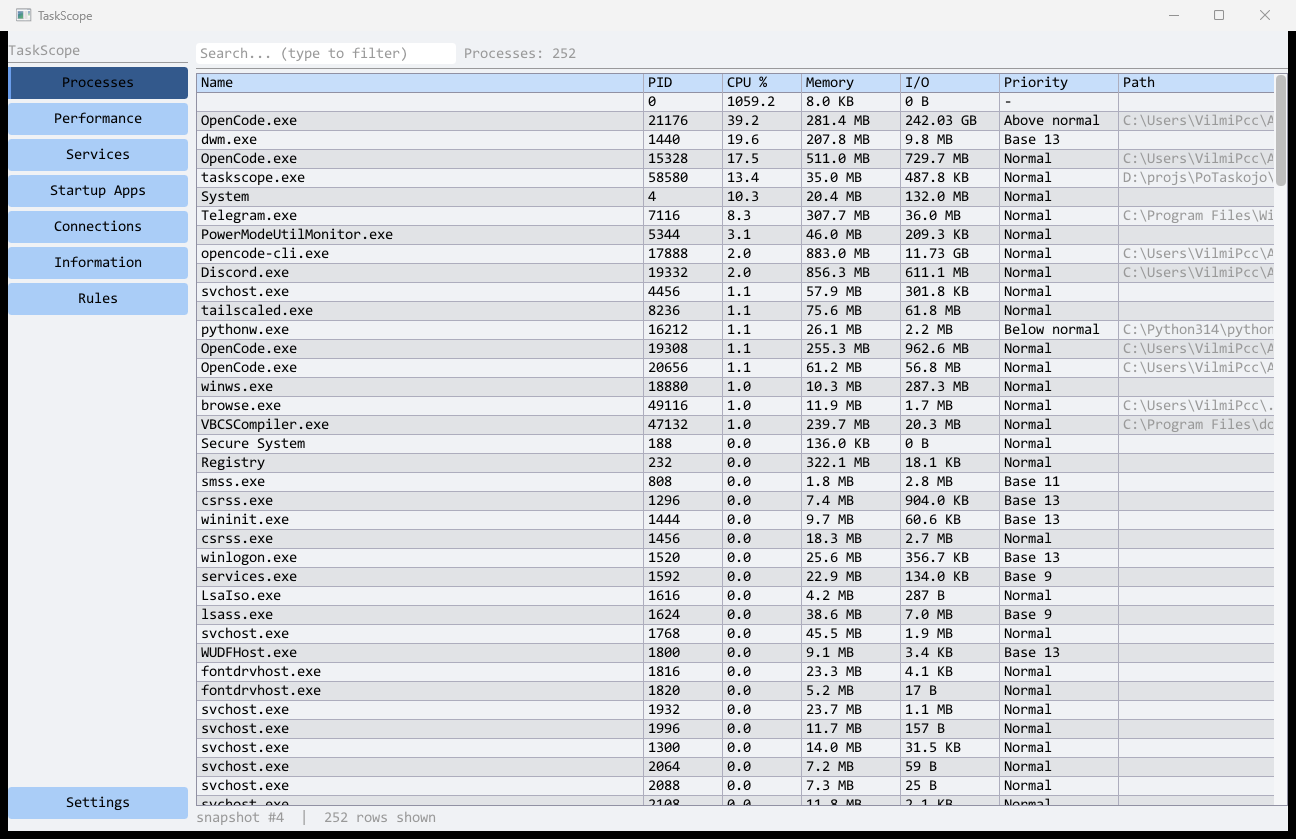 TaskScope
TaskScope
Search... (type to filter) Processes: 252
Processes
Performance
Services
Startup Apps
Connections
Information
Rules
Settings
Name PID CPU % Memory I/O Priority Path
0 1059.2 8.0 KB 0 B -
OpenCode.exe 21176 39.2 281.4 MB 242.03 GB Above normal C:\Users\VilmiPcc\A
dwm.exe 1440 19.6 207.8 MB 9.8 MB Base 13
OpenCode.exe 15328 17.5 511.0 MB 729.7 MB Normal C:\Users\VilmiPcc\A
taskscope.exe 58580 13.4 35.0 MB 487.8 KB Normal D:\projs\PoTaskojo\
System 4 10.3 20.4 MB 132.0 MB Normal
Telegram.exe 7116 8.3 307.7 MB 36.0 MB Normal C:\Program Files\Wi
PowerModeUtilMonitor.exe 5344 3.1 46.0 MB 209.3 KB Normal
opencode-cli.exe 17888 2.0 883.0 MB 11.73 GB Normal C:\Users\VilmiPcc\A
Discord.exe 19332 2.0 856.3 MB 611.1 MB Normal C:\Users\VilmiPcc\A
svchost.exe 4456 1.1 57.9 MB 301.8 KB Normal
tailscaled.exe 8236 1.1 75.6 MB 61.8 MB Normal
pythonw.exe 16212 1.1 26.1 MB 2.2 MB Below normal C:\Python314\python
OpenCode.exe 19308 1.1 255.3 MB 962.6 MB Normal C:\Users\VilmiPcc\A
OpenCode.exe 20656 1.1 61.2 MB 56.8 MB Normal C:\Users\VilmiPcc\A
winws.exe 18880 1.0 10.3 MB 287.3 MB Normal
browse.exe 49116 1.0 11.9 MB 1.7 MB Normal C:\Users\VilmiPcc\.
VBCSCompiler.exe 47132 1.0 239.7 MB 20.3 MB Normal C:\Program Files\do
Secure System 188 0.0 136.0 KB 0 B Normal
Registry 232 0.0 322.1 MB 18.1 KB Normal
smss.exe 808 0.0 1.8 MB 2.8 MB Base 11
csrss.exe 1296 0.0 7.4 MB 904.0 KB Base 13
wininit.exe 1444 0.0 9.7 MB 60.6 KB Base 13
csrss.exe 1456 0.0 18.3 MB 2.7 MB Normal
winlogon.exe 1520 0.0 25.6 MB 356.7 KB Base 13
services.exe 1592 0.0 22.9 MB 134.0 KB Base 9
LsaIso.exe 1616 0.0 4.2 MB 287 B Normal
lsass.exe 1624 0.0 38.6 MB 7.0 MB Base 9
svchost.exe 1768 0.0 45.5 MB 1.9 MB Normal
WUDFHost.exe 1800 0.0 9.1 MB 3.4 KB Base 13
fontdrvhost.exe 1816 0.0 23.3 MB 4.1 KB Normal
fontdrvhost.exe 1820 0.0 5.2 MB 17 B Normal
svchost.exe 1932 0.0 23.7 MB 1.1 MB Normal
svchost.exe 1996 0.0 11.7 MB 157 B Normal
svchost.exe 1300 0.0 14.0 MB 31.5 KB Normal
svchost.exe 2064 0.0 7.2 MB 59 B Normal
svchost.exe 2088 0.0 7.3 MB 25 B Normal
svchost.exe 2108 0.0 11.8 MB 2.1 KB Normal
snapshot #4 | 252 rows shown